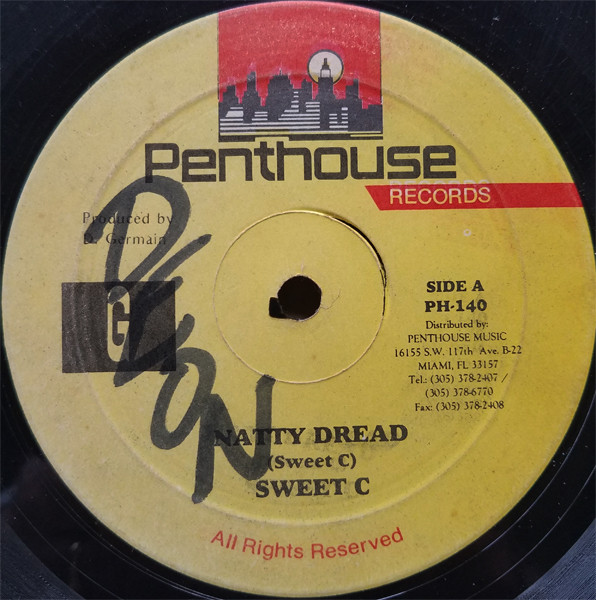 Penthouse
RECORDS
Produced by
D. Germain
G
SIDE A
PH-140
Distributed by:
PENTHOUSE MUSIC
16155 S.W. 117th Ave. B-22
MIAMI, FL 33157
Tel.: (305) 378-2407 /
(305) 378-6770
Fax: (305) 378-2408
NATTY DREAD
(Sweet C)
SWEET C
All Rights Reserved